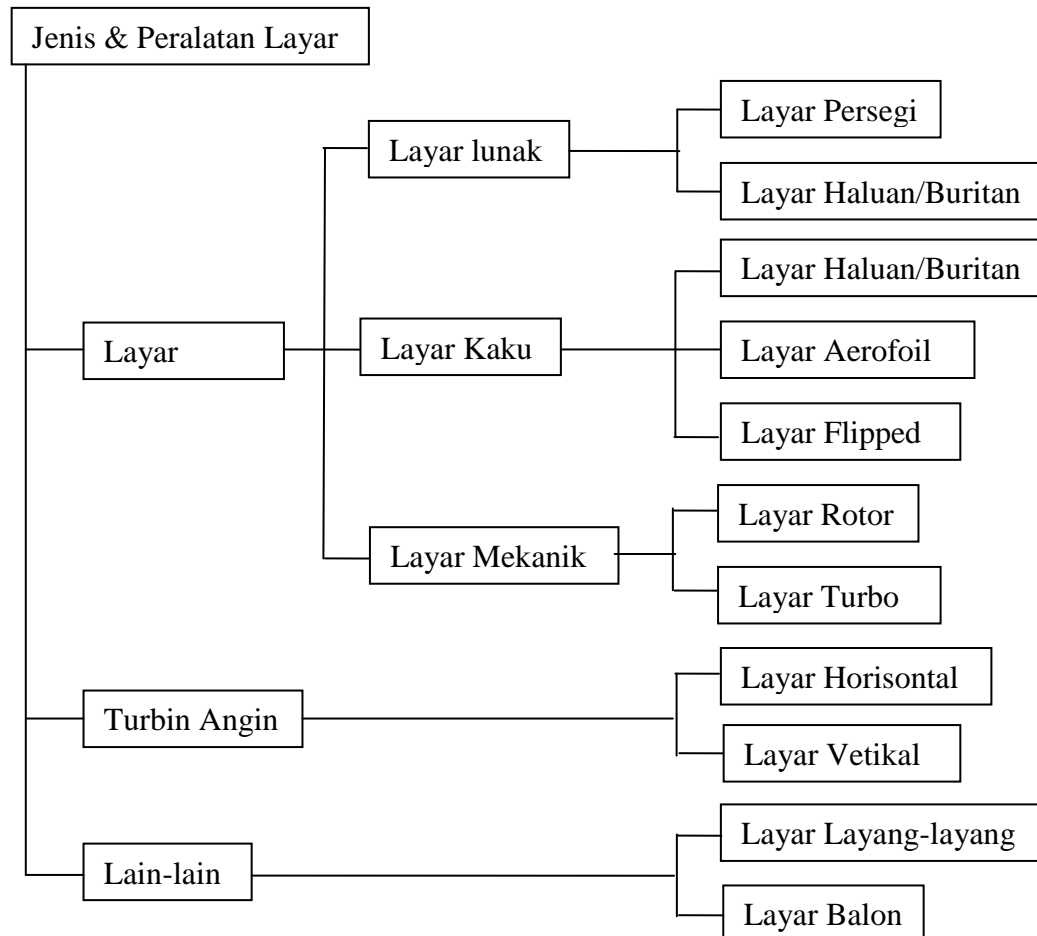 Jenis & Peralatan Layar
Layar Persegi
Layar lunak
Layar Haluan/Buritan
Layar Haluan/Buritan
Layar
Layar Kaku
Layar Aerofoil
Layar Flipped
Layar Rotor
Layar Mekanik
Layar Turbo
Layar Horisontal
Turbin Angin
Layar Vetikal
Layar Layang-layang
Lain-lain
Layar Balon